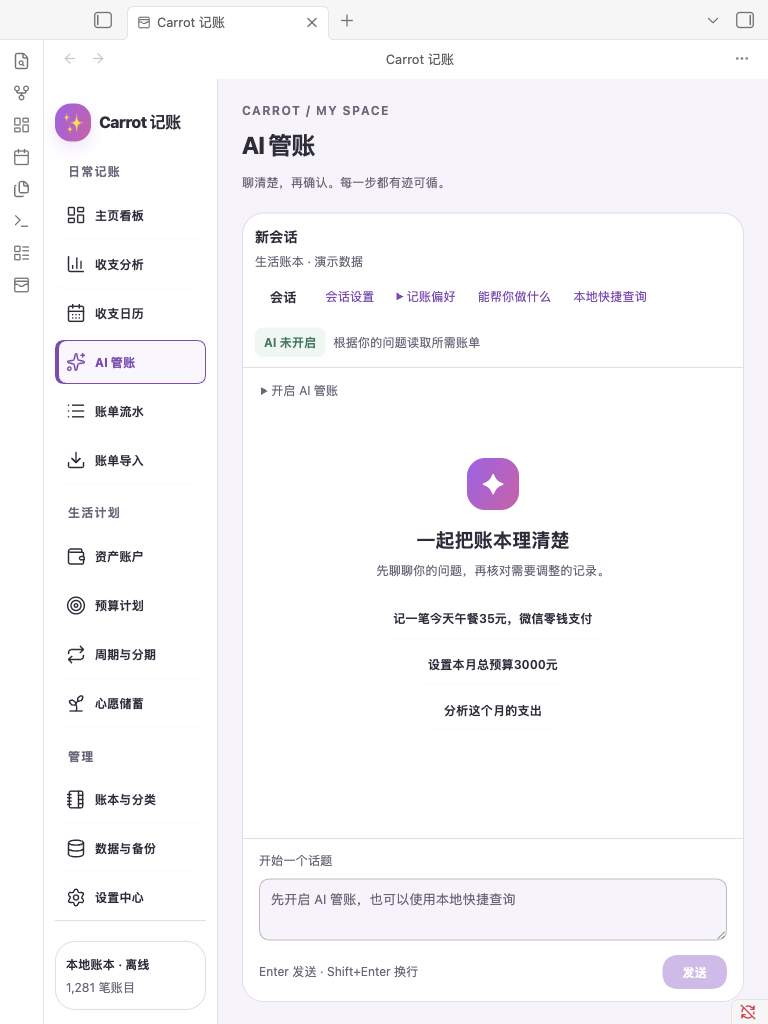 Carrot 记账
Carrot 记账
Carrot 记账
日常记账
主页看板
收支分析
收支日历
AI 管账
账单流水
账单导入
生活计划
资产账户
预算计划
周期与分期
心愿储蓄
管理
账本与分类
数据与备份
设置中心
本地账本 · 离线
1,281 笔账目
CARROT / MY SPACE
AI 管账
聊清楚，再确认。每一步都有迹可循。
新会话
生活账本 · 演示数据
会话 会话设置 ▶ 记账偏好 能帮你做什么 本地快捷查询
AI 未开启 根据你的问题读取所需账单
▶ 开启 AI 管账
一起把账本理清楚
先聊聊你的问题，再核对需要调整的记录。
记一笔今天午餐35元，微信零钱支付
设置本月总预算3000元
分析这个月的支出
开始一个话题
先开启 AI 管账，也可以使用本地快捷查询
Enter 发送 · Shift+Enter 换行 发送